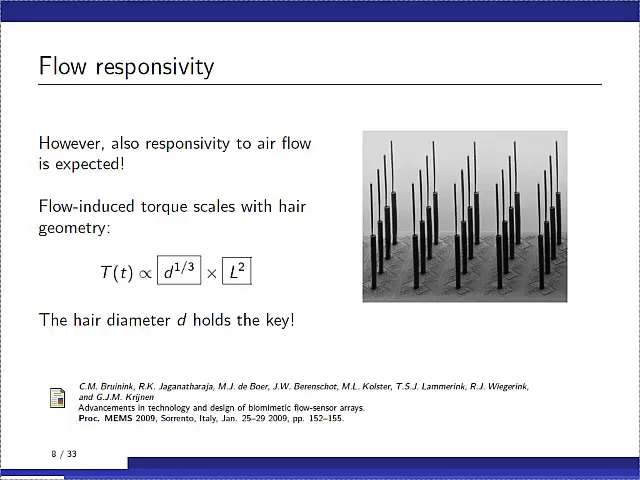 Flow responsivity
However, also responsivity to air flow
is expected!
Flow-induced torque scales with hair
geometry:
T(t) ∝ d^{1/3} × L^2
The hair diameter d holds the key!
C.M. Bruinink, R.K. Jaganatharaja, M.J. de Boer, J.W. Berenschot, M.L. Kolster, T.S.J. Lammerink, R.J. Wiegerink,
and G.J.M. Krijnen
Advancements in technology and design of biomimetic flow-sensor arrays.
Proc. MEMS 2009, Sorrento, Italy, Jan. 25–29 2009, pp. 152–155.
8 / 33